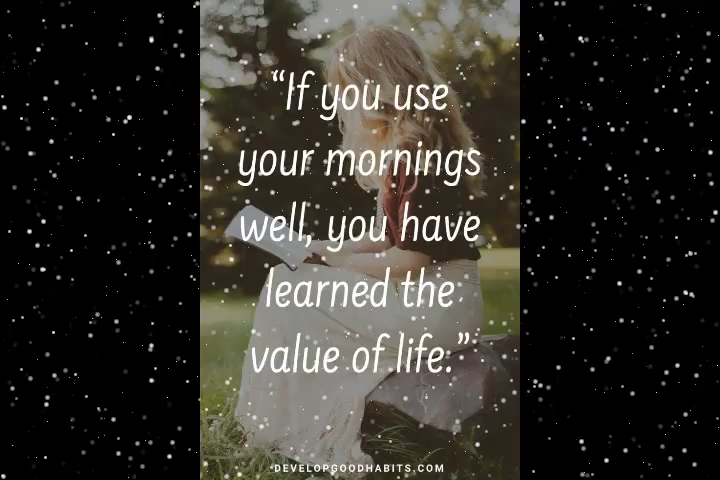 “If you use
your mornings
well, you have
learned the
value of life.”
DEVELOPGOODHABITS.COM